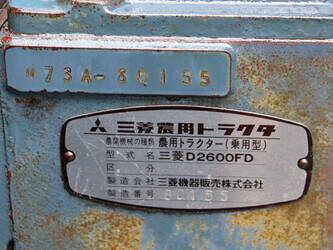 73A-80155
三菱農用トラクタ
農業機械の種類 農用トラクター(乗用型)
型式名 三菱D2600FD
区分
製造会社 三菱機器販売株式会社
製造番号 80155